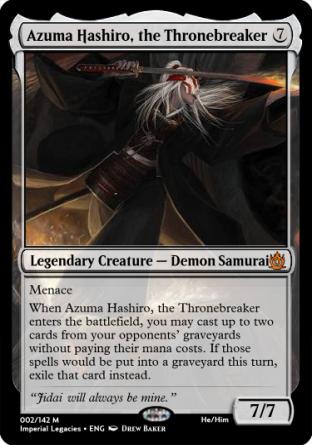 Azuma Hashiro, the Thronebreaker 7
Legendary Creature — Demon Samurai
Menace
When Azuma Hashiro, the Thronebreaker
enters the battlefield, you may cast up to two
cards from your opponents' graveyards
without paying their mana costs. If those
spells would be put into a graveyard this turn,
exile that card instead.
"Jidai will always be mine."
002/142 M
Imperial Legacies • ENG DREW BAKER
He/Him
7/7